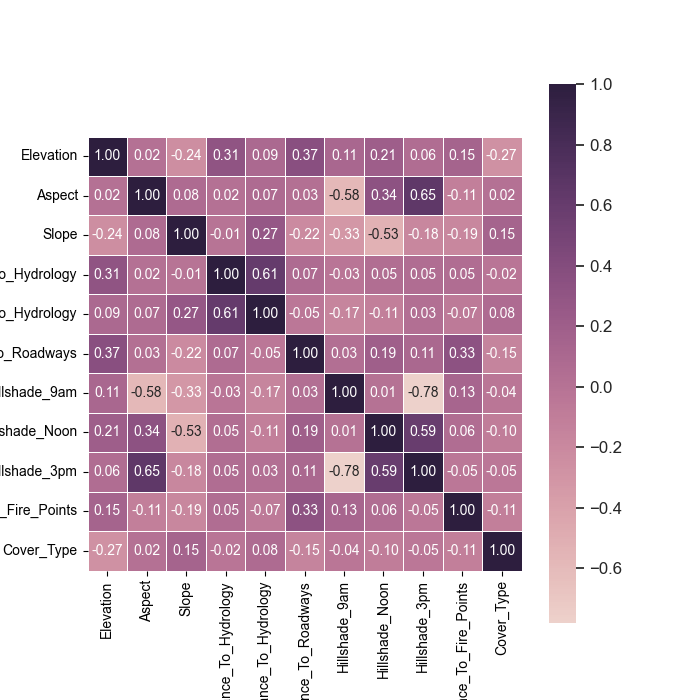 1.0
Elevation 1.00 0.02 -0.24 0.31 0.09 0.37 0.11 0.21 0.06 0.15 -0.27
0.8
Aspect 0.02 1.00 0.08 0.02 0.07 0.03 -0.58 0.34 0.65 -0.11 0.02
0.6
Slope -0.24 0.08 1.00 -0.01 0.27 -0.22 -0.33 -0.53 -0.18 -0.19 0.15
o_Hydrology 0.31 0.02 -0.01 1.00 0.61 0.07 -0.03 0.05 0.05 0.05 -0.02
0.4
o_Hydrology 0.09 0.07 0.27 0.61 1.00 -0.05 -0.17 -0.11 0.03 -0.07 0.08
0.2
o_Roadways 0.37 0.03 -0.22 0.07 -0.05 1.00 0.03 0.19 0.11 0.33 -0.15
0.0
llshade_9am 0.11 -0.58 -0.33 -0.03 -0.17 0.03 1.00 0.01 -0.78 0.13 -0.04
shade_Noon 0.21 0.34 -0.53 0.05 -0.11 0.19 0.01 1.00 0.59 0.06 -0.10
−0.2
llshade_3pm 0.06 0.65 -0.18 0.05 0.03 0.11 -0.78 0.59 1.00 -0.05 -0.05
−0.4
_Fire_Points 0.15 -0.11 -0.19 0.05 -0.07 0.33 0.13 0.06 -0.05 1.00 -0.11
Cover_Type -0.27 0.02 0.15 -0.02 0.08 -0.15 -0.04 -0.10 -0.05 -0.11 1.00
−0.6
Elevation
Aspect
Slope
nce_To_Hydrology
nce_To_Hydrology
nce_To_Roadways
Hillshade_9am
Hillshade_Noon
Hillshade_3pm
ce_To_Fire_Points
Cover_Type